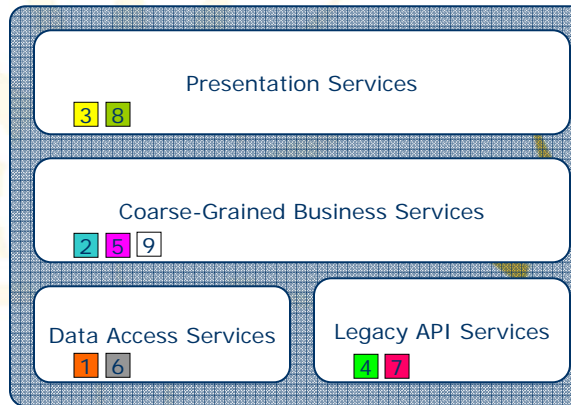 Presentation Services
3 8
Coarse-Grained Business Services
2 5 9
Data Access Services
1 6
Legacy API Services
4 7